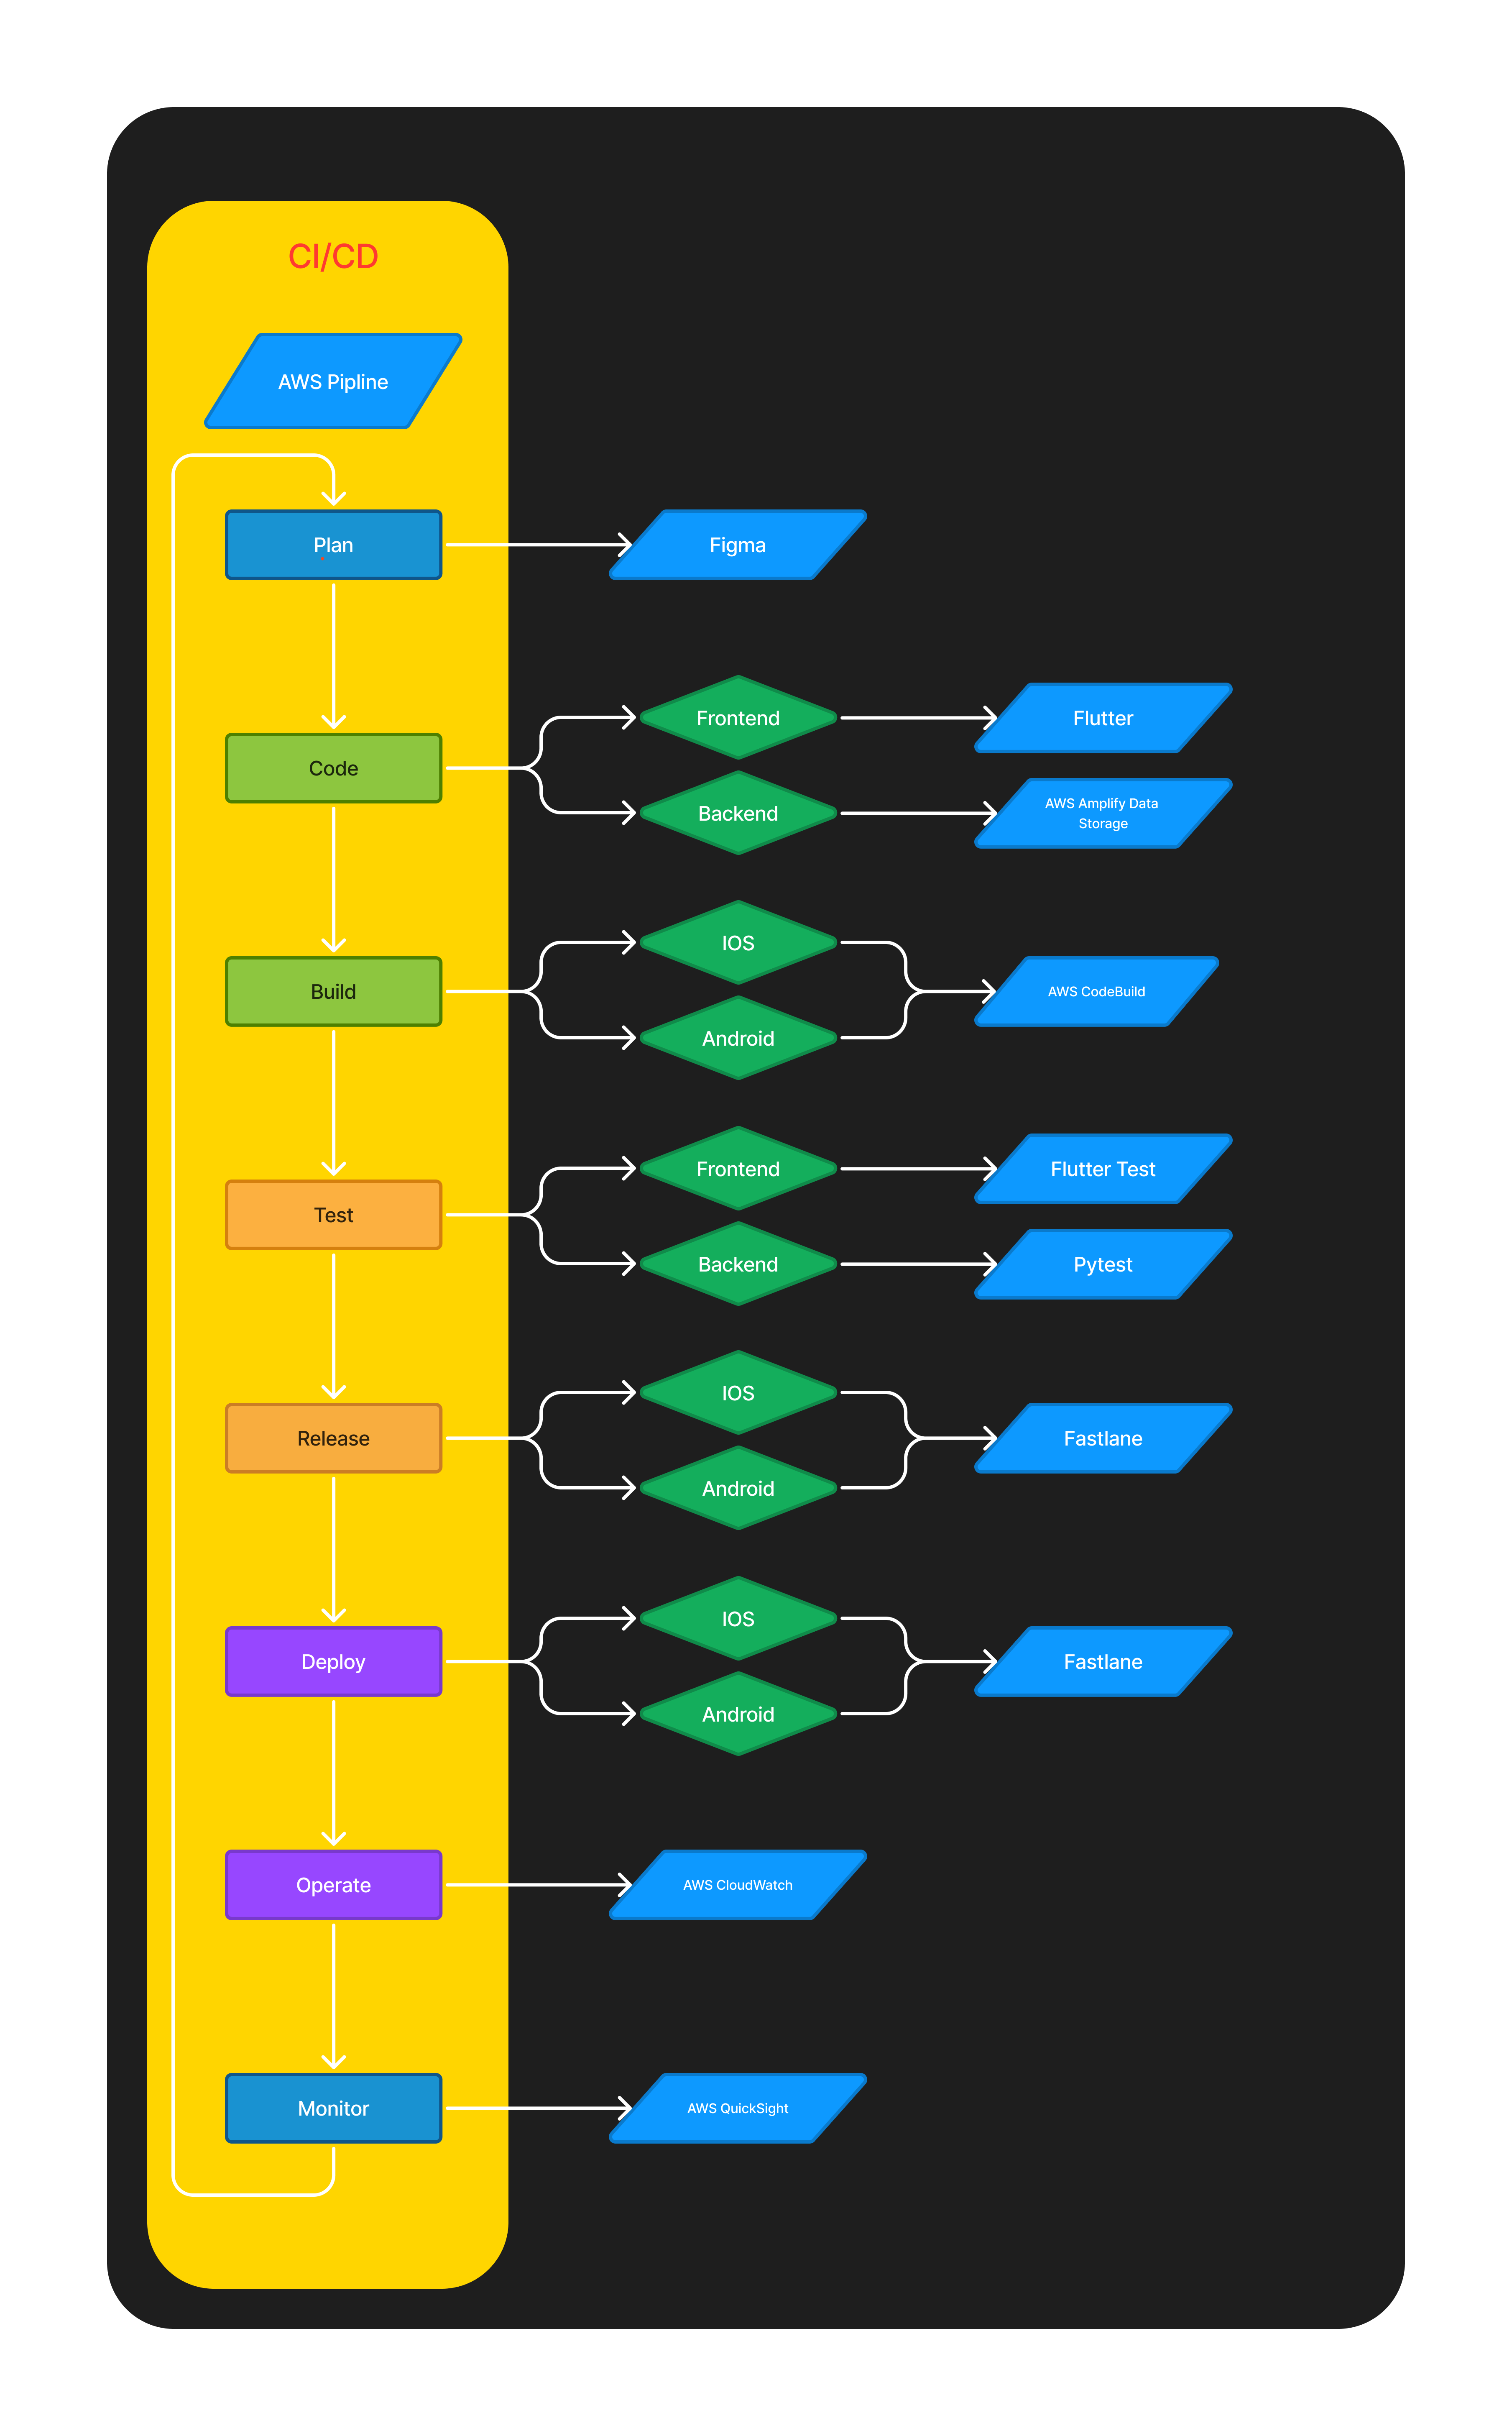 CI/CD
AWS Pipline
Plan
Figma
Frontend
Flutter
Code
Backend
AWS Amplify Data
Storage
IOS
Build
AWS CodeBuild
Android
Frontend
Flutter Test
Test
Backend
Pytest
IOS
Release
Fastlane
Android
IOS
Deploy
Fastlane
Android
Operate
AWS CloudWatch
Monitor
AWS QuickSight